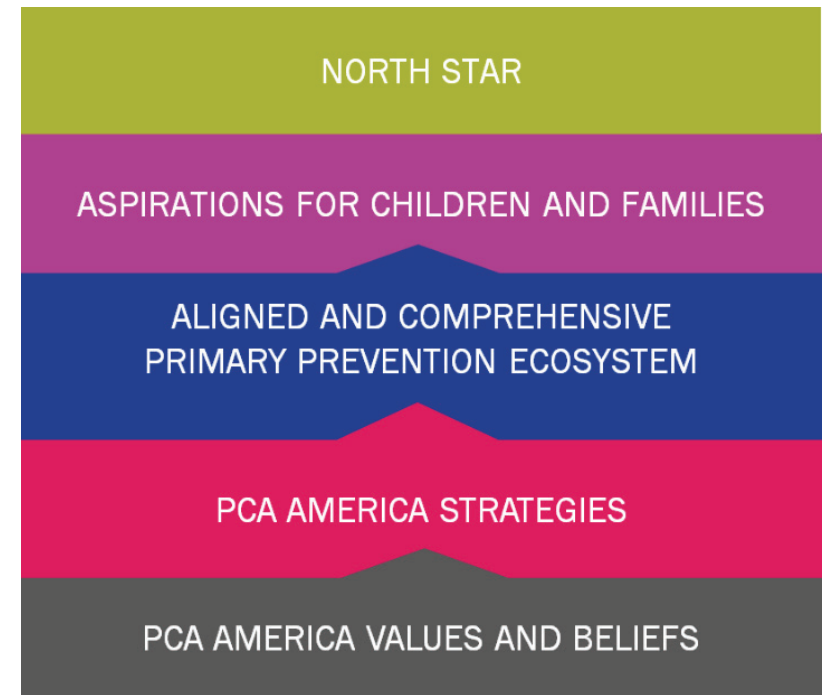 NORTH STAR
ASPIRATIONS FOR CHILDREN AND FAMILIES
ALIGNED AND COMPREHENSIVE
PRIMARY PREVENTION ECOSYSTEM
PCA AMERICA STRATEGIES
PCA AMERICA VALUES AND BELIEFS